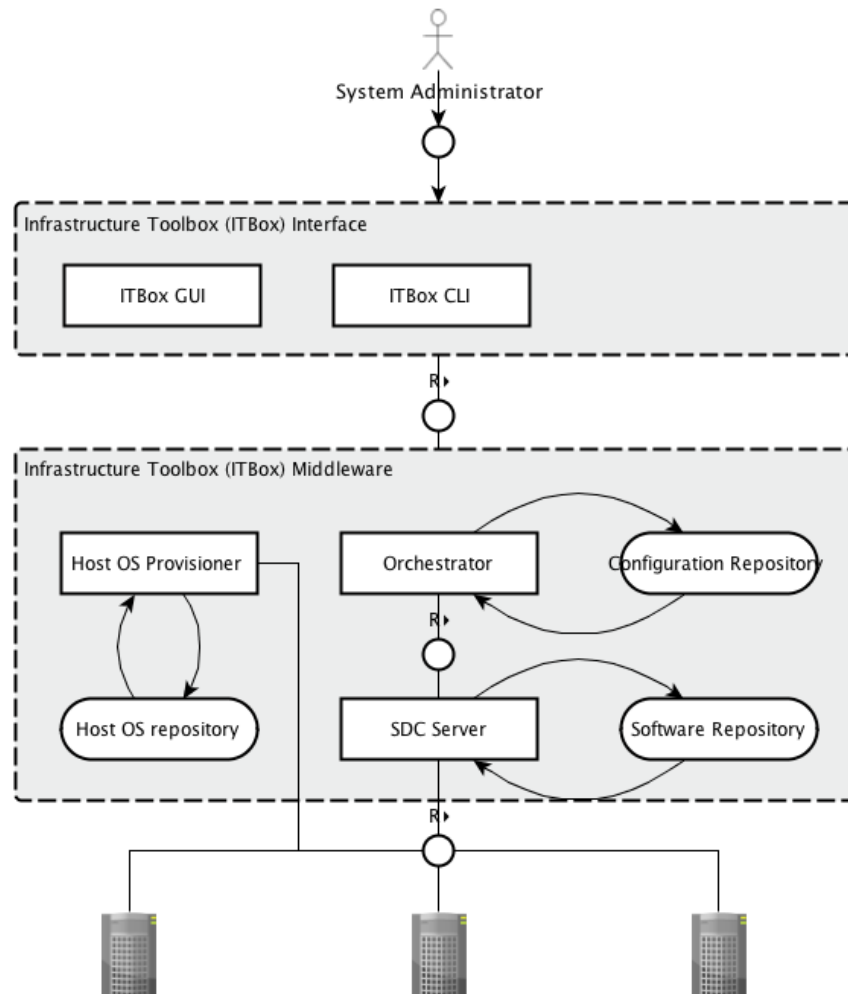 System Administrator
Infrastructure Toolbox (ITBox) Interface
ITBox GUI
ITBox CLI
R
Infrastructure Toolbox (ITBox) Middleware
Host OS Provisioner
Orchestrator
Configuration Repository
R
Host OS repository
SDC Server
Software Repository
R